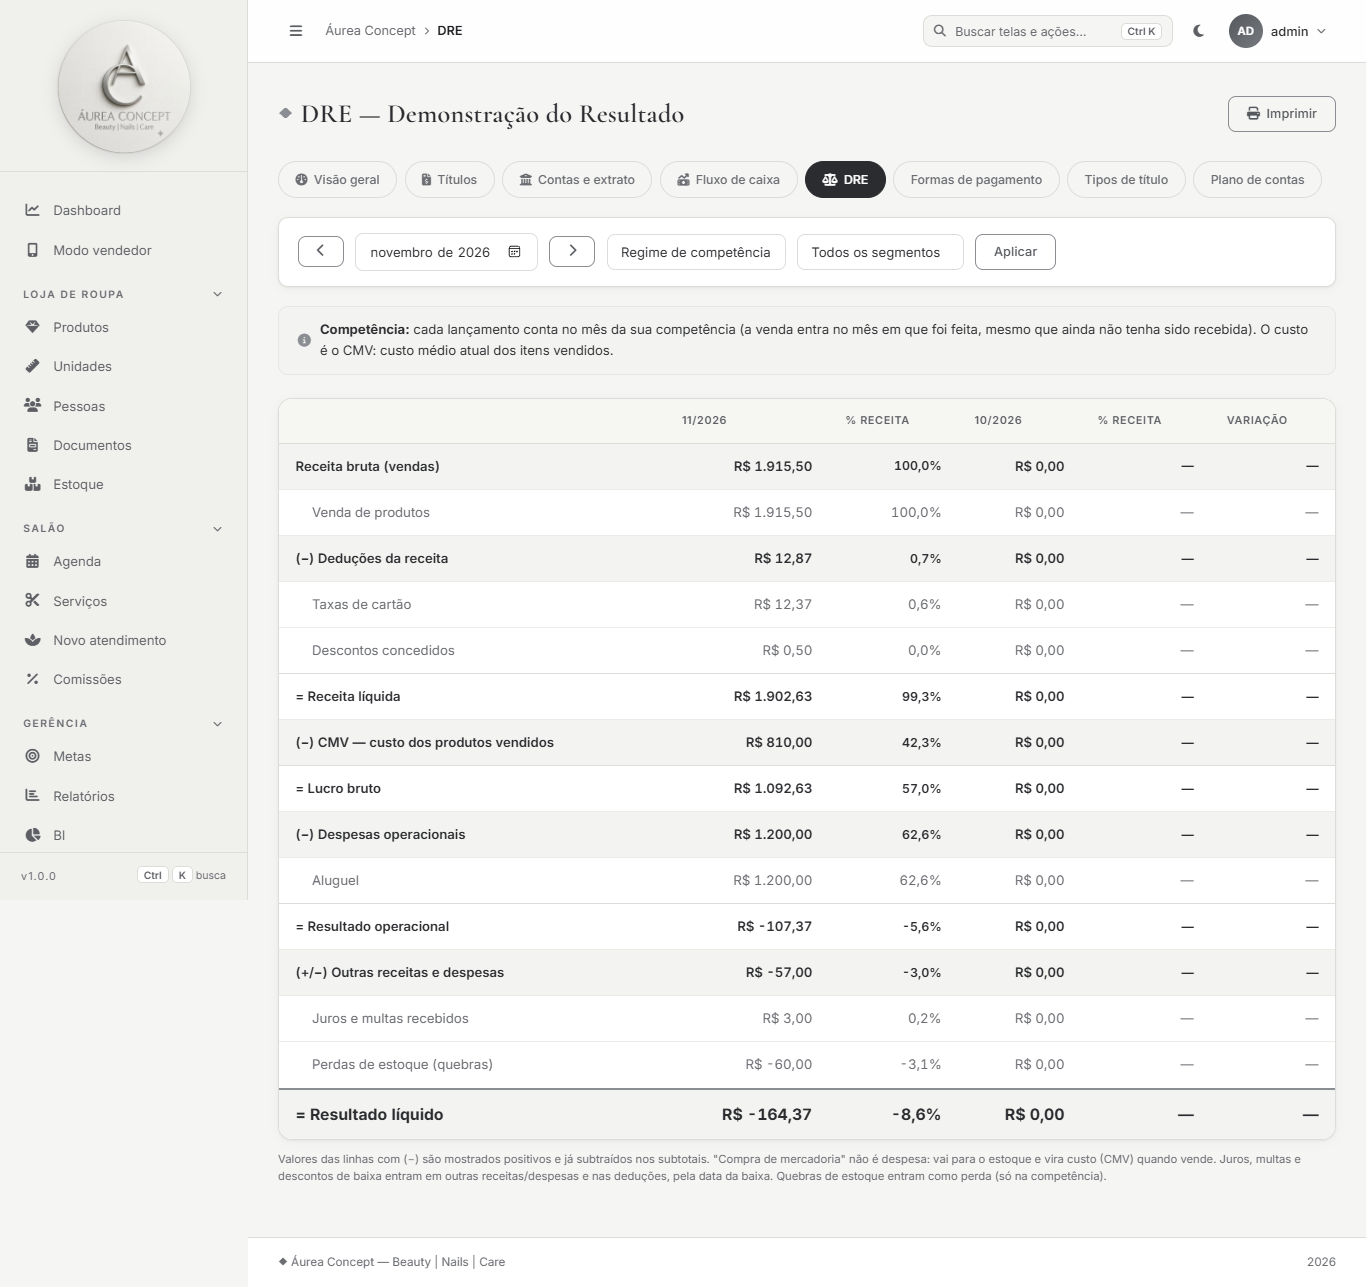 ÁUREA CONCEPT
Beauty | Nails | Care
Dashboard
Modo vendedor
LOJA DE ROUPA
Produtos
Unidades
Pessoas
Documentos
Estoque
SALÃO
Agenda
Serviços
Novo atendimento
Comissões
GERÊNCIA
Metas
Relatórios
BI
v1.0.0 Ctrl K busca
Áurea Concept › DRE
Buscar telas e ações... Ctrl K
AD admin
DRE — Demonstração do Resultado
Imprimir
Visão geral Títulos Contas e extrato Fluxo de caixa DRE Formas de pagamento Tipos de título Plano de contas
novembro de 2026 Regime de competência Todos os segmentos Aplicar
Competência: cada lançamento conta no mês da sua competência (a venda entra no mês em que foi feita, mesmo que ainda não tenha sido recebida). O custo
é o CMV: custo médio atual dos itens vendidos.
11/2026 % RECEITA 10/2026 % RECEITA VARIAÇÃO
Receita bruta (vendas) R$ 1.915,50 100,0% R$ 0,00 — —
Venda de produtos R$ 1.915,50 100,0% R$ 0,00 — —
(−) Deduções da receita R$ 12,87 0,7% R$ 0,00 — —
Taxas de cartão R$ 12,37 0,6% R$ 0,00 — —
Descontos concedidos R$ 0,50 0,0% R$ 0,00 — —
= Receita líquida R$ 1.902,63 99,3% R$ 0,00 — —
(−) CMV — custo dos produtos vendidos R$ 810,00 42,3% R$ 0,00 — —
= Lucro bruto R$ 1.092,63 57,0% R$ 0,00 — —
(−) Despesas operacionais R$ 1.200,00 62,6% R$ 0,00 — —
Aluguel R$ 1.200,00 62,6% R$ 0,00 — —
= Resultado operacional R$ -107,37 -5,6% R$ 0,00 — —
(+/−) Outras receitas e despesas R$ -57,00 -3,0% R$ 0,00 — —
Juros e multas recebidos R$ 3,00 0,2% R$ 0,00 — —
Perdas de estoque (quebras) R$ -60,00 -3,1% R$ 0,00 — —
= Resultado líquido R$ -164,37 -8,6% R$ 0,00 — —
Valores das linhas com (−) são mostrados positivos e já subtraídos nos subtotais. "Compra de mercadoria" não é despesa: vai para o estoque e vira custo (CMV) quando vende. Juros, multas e
descontos de baixa entram em outras receitas/despesas e nas deduções, pela data da baixa. Quebras de estoque entram como perda (só na competência).
Áurea Concept — Beauty | Nails | Care
2026